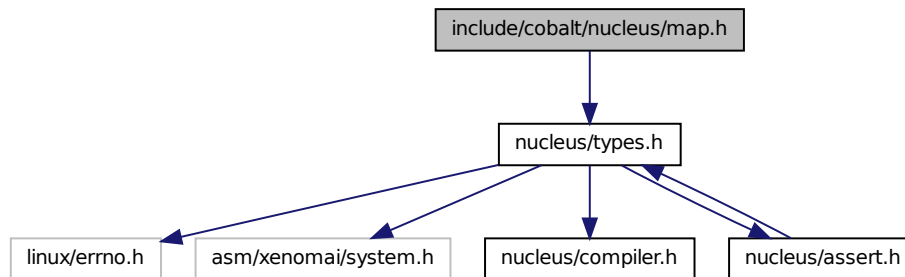 include/cobalt/nucleus/map.h
nucleus/types.h
linux/errno.h
asm/xenomai/system.h
nucleus/compiler.h
nucleus/assert.h